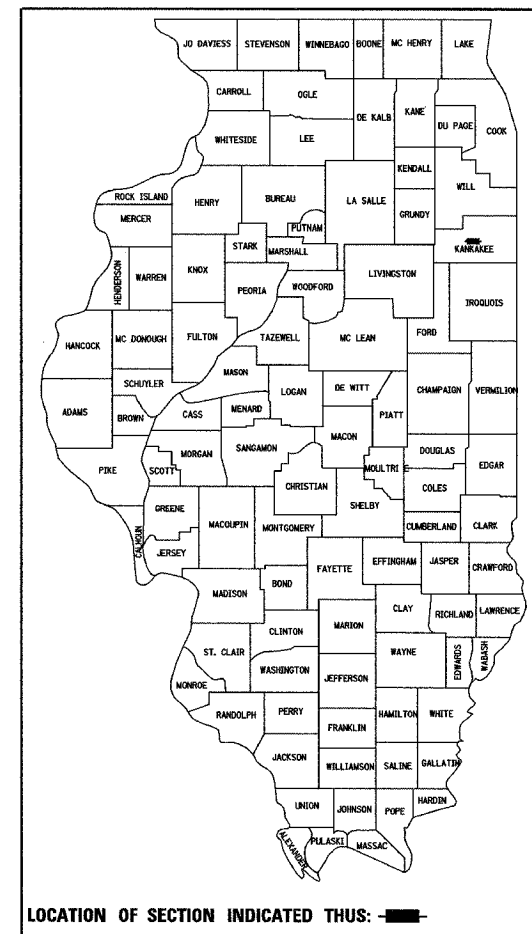 JO DAVIESS STEVENSON WINNEBAGO BOONE MC HENRY LAKE
CARROLL OGLE DE KALB KANE DU PAGE COOK
WHITESIDE LEE
KENDALL WILL
ROCK ISLAND HENRY BUREAU LA SALLE GRUNDY
MERCER PUTNAM
STARK MARSHALL KANKAKEE
HENDERSON WARREN KNOX PEORIA WOODFORD LIVINGSTON IROQUOIS
HANCOCK MC DONOUGH FULTON TAZEWELL MC LEAN FORD
SCHUYLER MASON LOGAN DE WITT CHAMPAIGN VERMILION
ADAMS BROWN CASS MENARD PIATT
MACON
PIKE SCOTT MORGAN SANGAMON MOULTRIE DOUGLAS EDGAR
CHRISTIAN COLES
GREENE MACOUPIN MONTGOMERY SHELBY CUMBERLAND CLARK
CALHOUN JERSEY
FAYETTE EFFINGHAM JASPER CRAWFORD
MADISON BOND
CLAY RICHLAND LAWRENCE
CLINTON MARION
ST. CLAIR WAYNE EDWARDS WABASH
WASHINGTON JEFFERSON
MONROE
RANDOLPH PERRY HAMILTON WHITE
FRANKLIN
JACKSON WILLIAMSON SALINE GALLATIN
UNION JOHNSON POPE HARDIN
ALEXANDER PULASKI MASSAC
LOCATION OF SECTION INDICATED THUS: